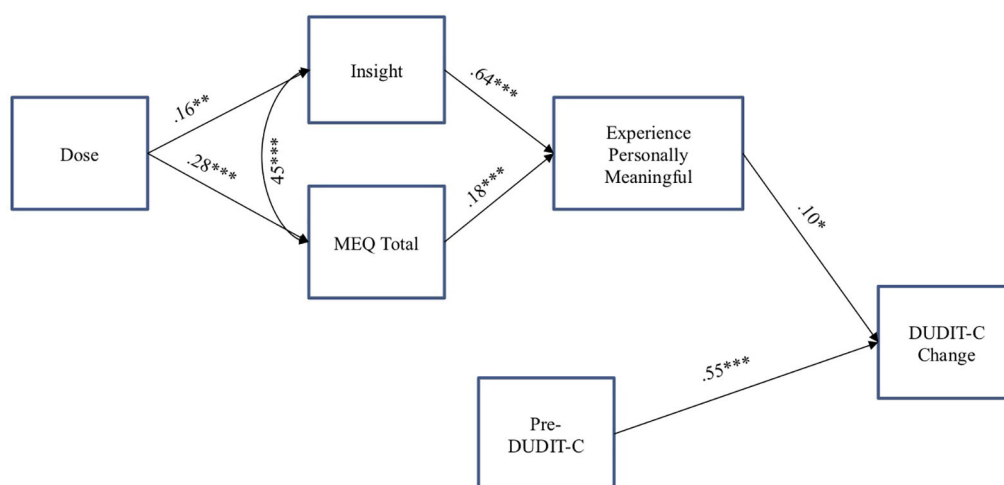 Insight
.64***
.16**
Dose
Experience
Personally
Meaningful
45***
.28***
.18***
MEQ Total
.10*
DUDIT-C
Change
.55***
Pre-
DUDIT-C